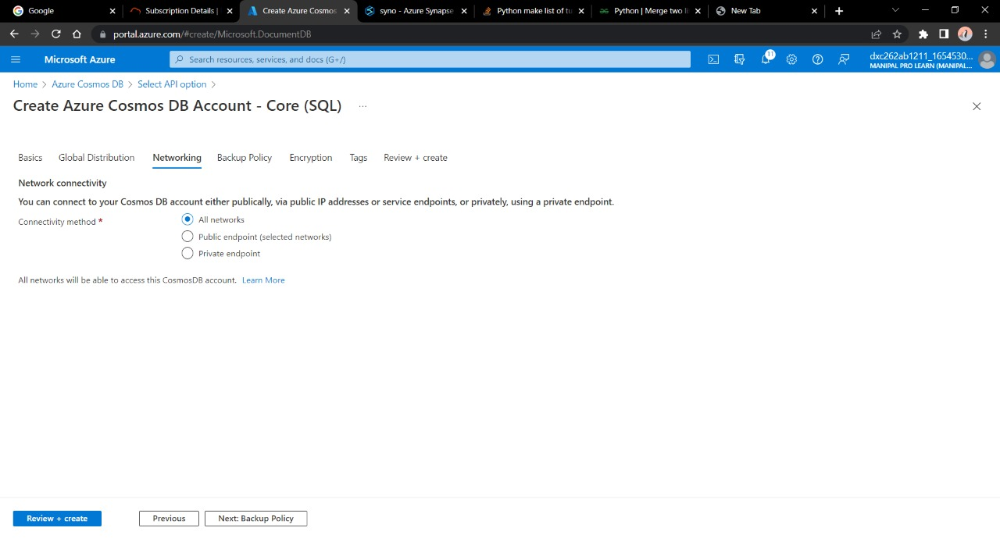 Google
Subscription Details |
Create Azure Cosmos
syno - Azure Synapse
Python make list of tu
Python | Merge two li
New Tab
portal.azure.com/#create/Microsoft.DocumentDB
Microsoft Azure
Search resources, services, and docs (G+/)
11
dxc262ab1211_1654530...
MANIPAL PRO LEARN (MANIPAL...
Home > Azure Cosmos DB > Select API option >
Create Azure Cosmos DB Account - Core (SQL) ...
Basics Global Distribution Networking Backup Policy Encryption Tags Review + create
Network connectivity
You can connect to your Cosmos DB account either publically, via public IP addresses or service endpoints, or privately, using a private endpoint.
Connectivity method *
All networks
Public endpoint (selected networks)
Private endpoint
All networks will be able to access this CosmosDB account. Learn More
Review + create Previous Next: Backup Policy